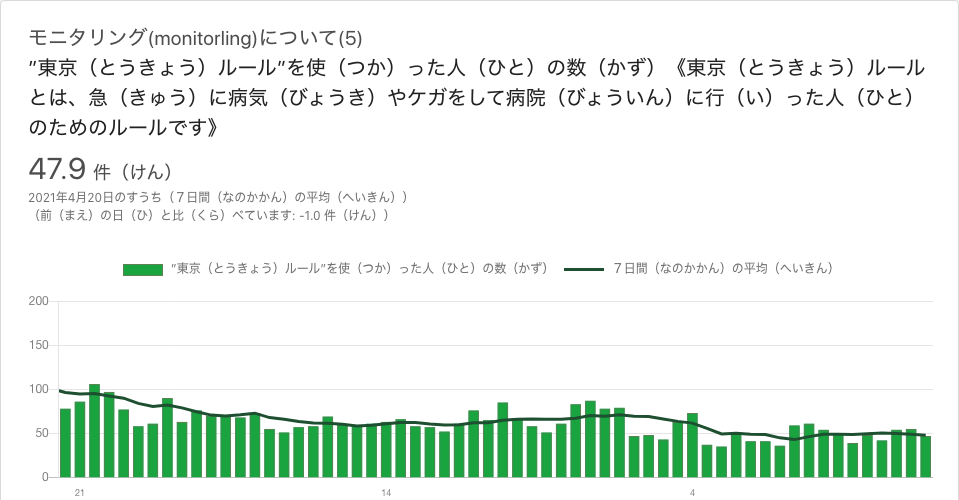 モニタリング(monitorling)について(5)
”東京（とうきょう）ルール”を使（つか）った人（ひと）の数（かず）《東京（とうきょう）ルール
とは、急（きゅう）に病気（びょうき）やケガをして病院（びょういん）に行（い）った人（ひと）
のためのルールです》
47.9 件（けん）
2021年4月20日のすうち（７日間（なのかかん）の平均（へいきん））
（前（まえ）の日（ひ）と比（くら）べています: -1.0 件（けん））
”東京（とうきょう）ルール”を使（つか）った人（ひと）の数（かず） ７日間（なのかかん）の平均（へいきん）
200
150
100
50
0
21 14 4